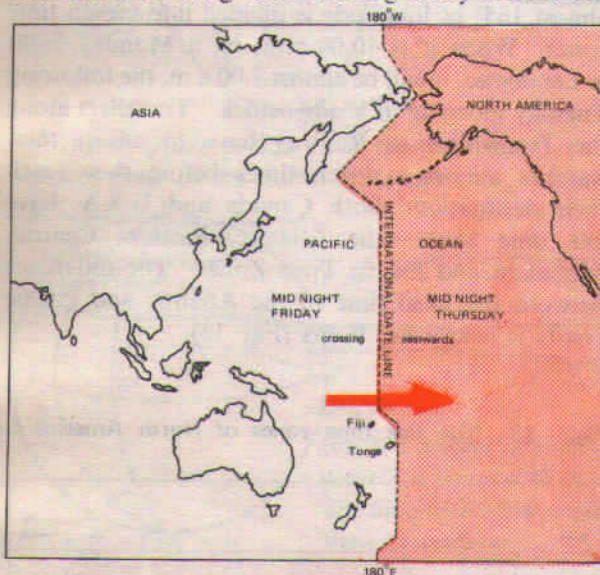 180°W
ASIA
NORTH AMERICA
INTERNATIONAL DATE LINE
PACIFIC OCEAN
MID NIGHT MID NIGHT
FRIDAY THURSDAY
crossing eastwards
Fiji
Tonga
180°E